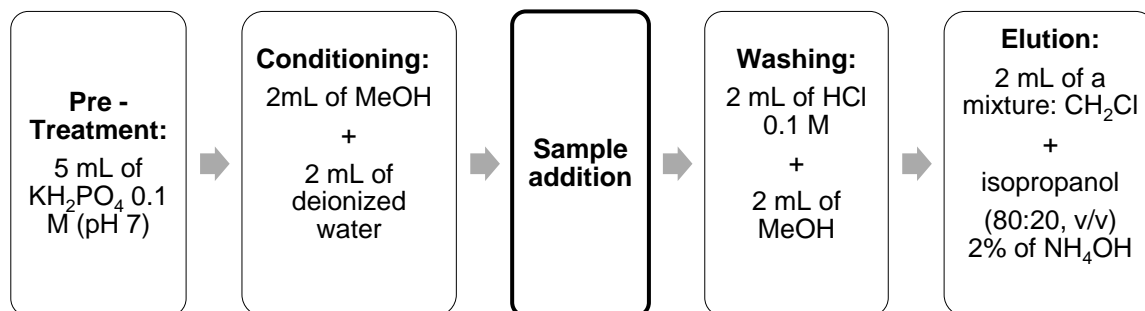 Pre -
Treatment:
5 mL of
KH₂PO₄ 0.1
M (pH 7)
Conditioning:
2mL of MeOH
+
2 mL of
deionized
water
Sample
addition
Washing:
2 mL of HCl
0.1 M
+
2 mL of
MeOH
Elution:
2 mL of a
mixture: CH₂Cl
+
isopropanol
(80:20, v/v)
2% of NH₄OH